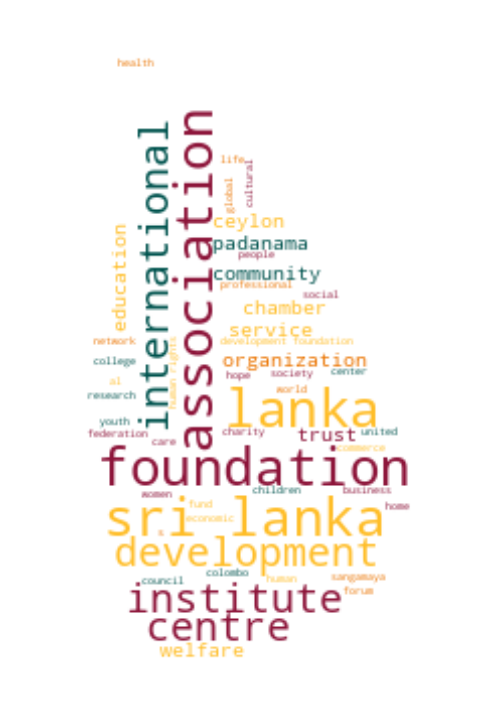 health
association
international
life
cultural
global
ceylon
education
padanama
people
community
professional
social
chamber
service
network
development foundation
human rights
organization
college
hope
society
center
al
world
research
lanka
youth
federation
charity
trust
united
care
commerce
foundation
women
children
business
sri lanka
fund
home
economic
s
development
colombo
council
human
sangamaya
institute
forum
centre
welfare